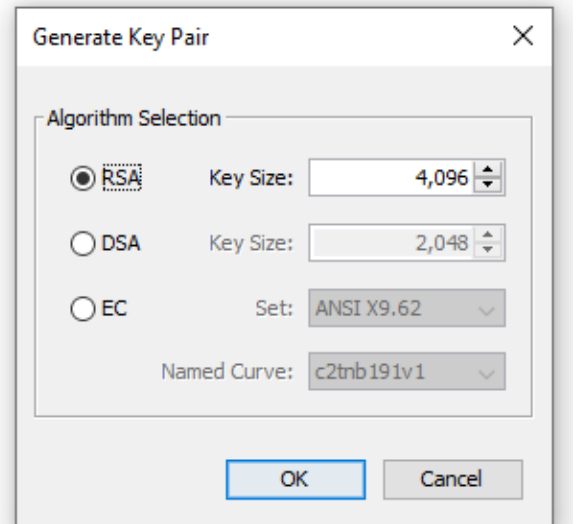 Generate Key Pair
Algorithm Selection
RSA Key Size: 4,096
DSA Key Size: 2,048
EC Set: ANSI X9.62
Named Curve: c2tnb191v1
OK Cancel